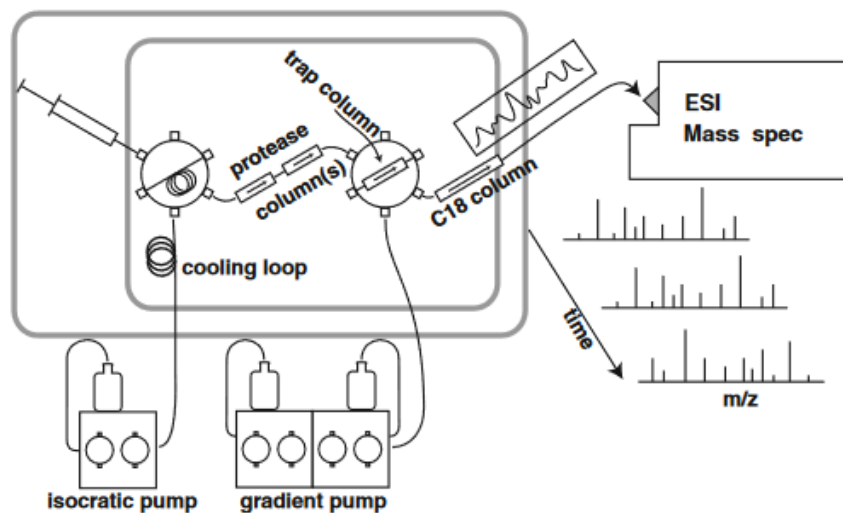 trap column
protease
column(s)
C18 column
ESI
Mass spec
cooling loop
time
m/z
isocratic pump
gradient pump